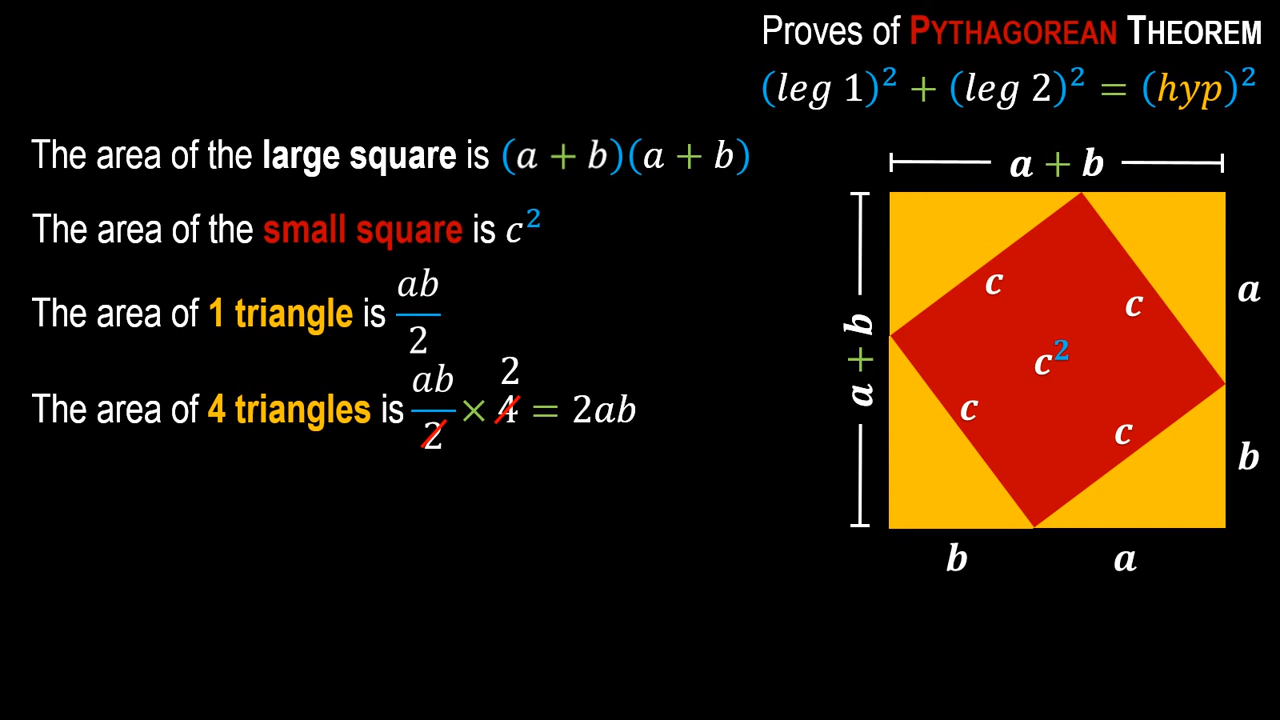 Proves of PYTHAGOREAN THEOREM
(leg 1)² + (leg 2)² = (hyp)²
The area of the large square is (a + b)(a + b)
The area of the small square is c²
The area of 1 triangle is ab/2
2
The area of 4 triangles is ab/2 × 4 = 2ab
a + b
a + b
c
c
c²
c
c
a
b
b
a